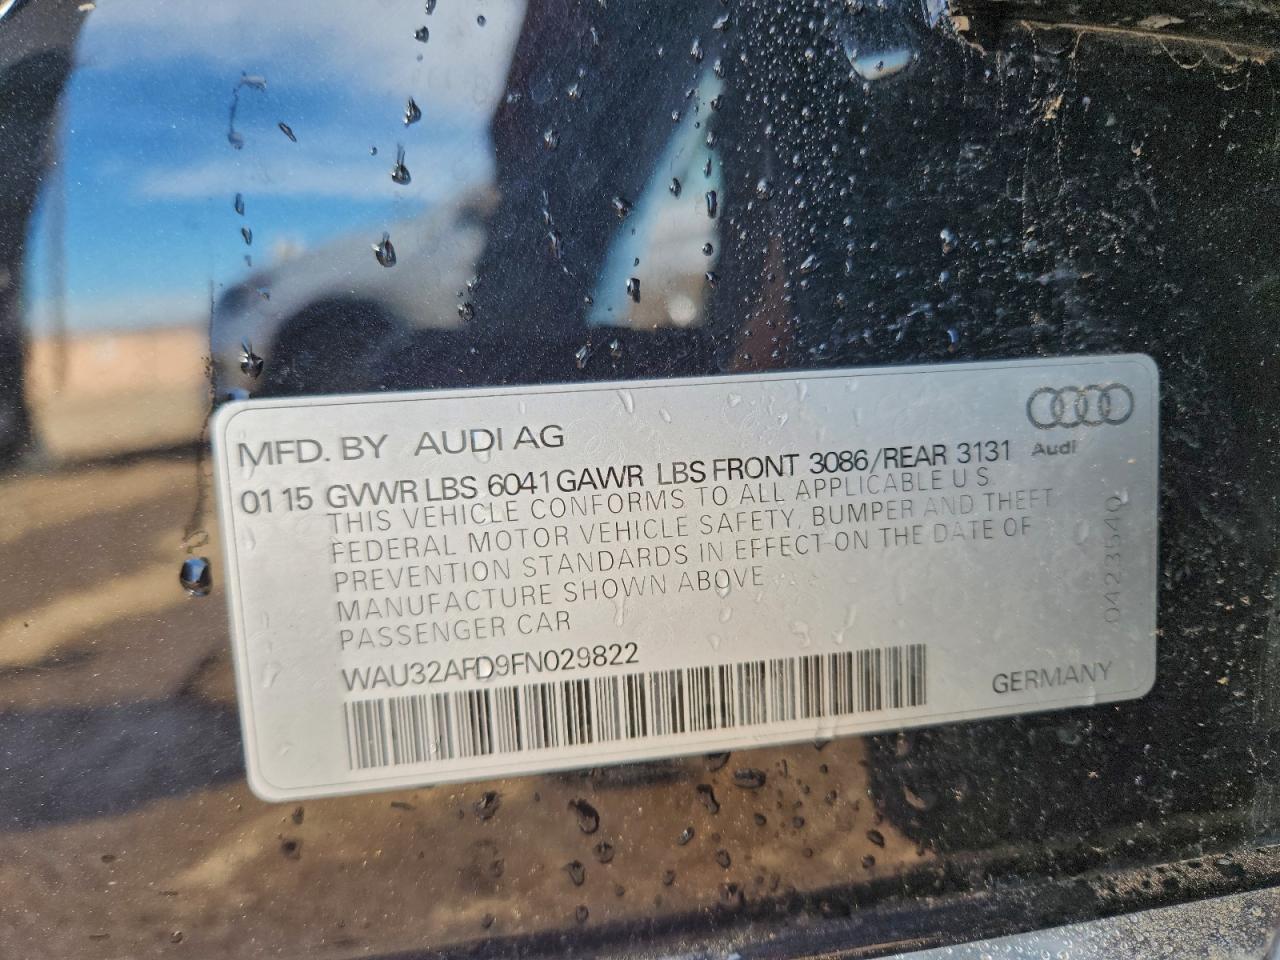 MFD. BY AUDI AG
Audi
01 15 GVWR LBS 6041 GAWR LBS FRONT 3086/REAR 3131
THIS VEHICLE CONFORMS TO ALL APPLICABLE U S
FEDERAL MOTOR VEHICLE SAFETY, BUMPER AND THEFT
PREVENTION STANDARDS IN EFFECT ON THE DATE OF
MANUFACTURE SHOWN ABOVE
PASSENGER CAR
WAU32AFD9FN029822
GERMANY
0423540